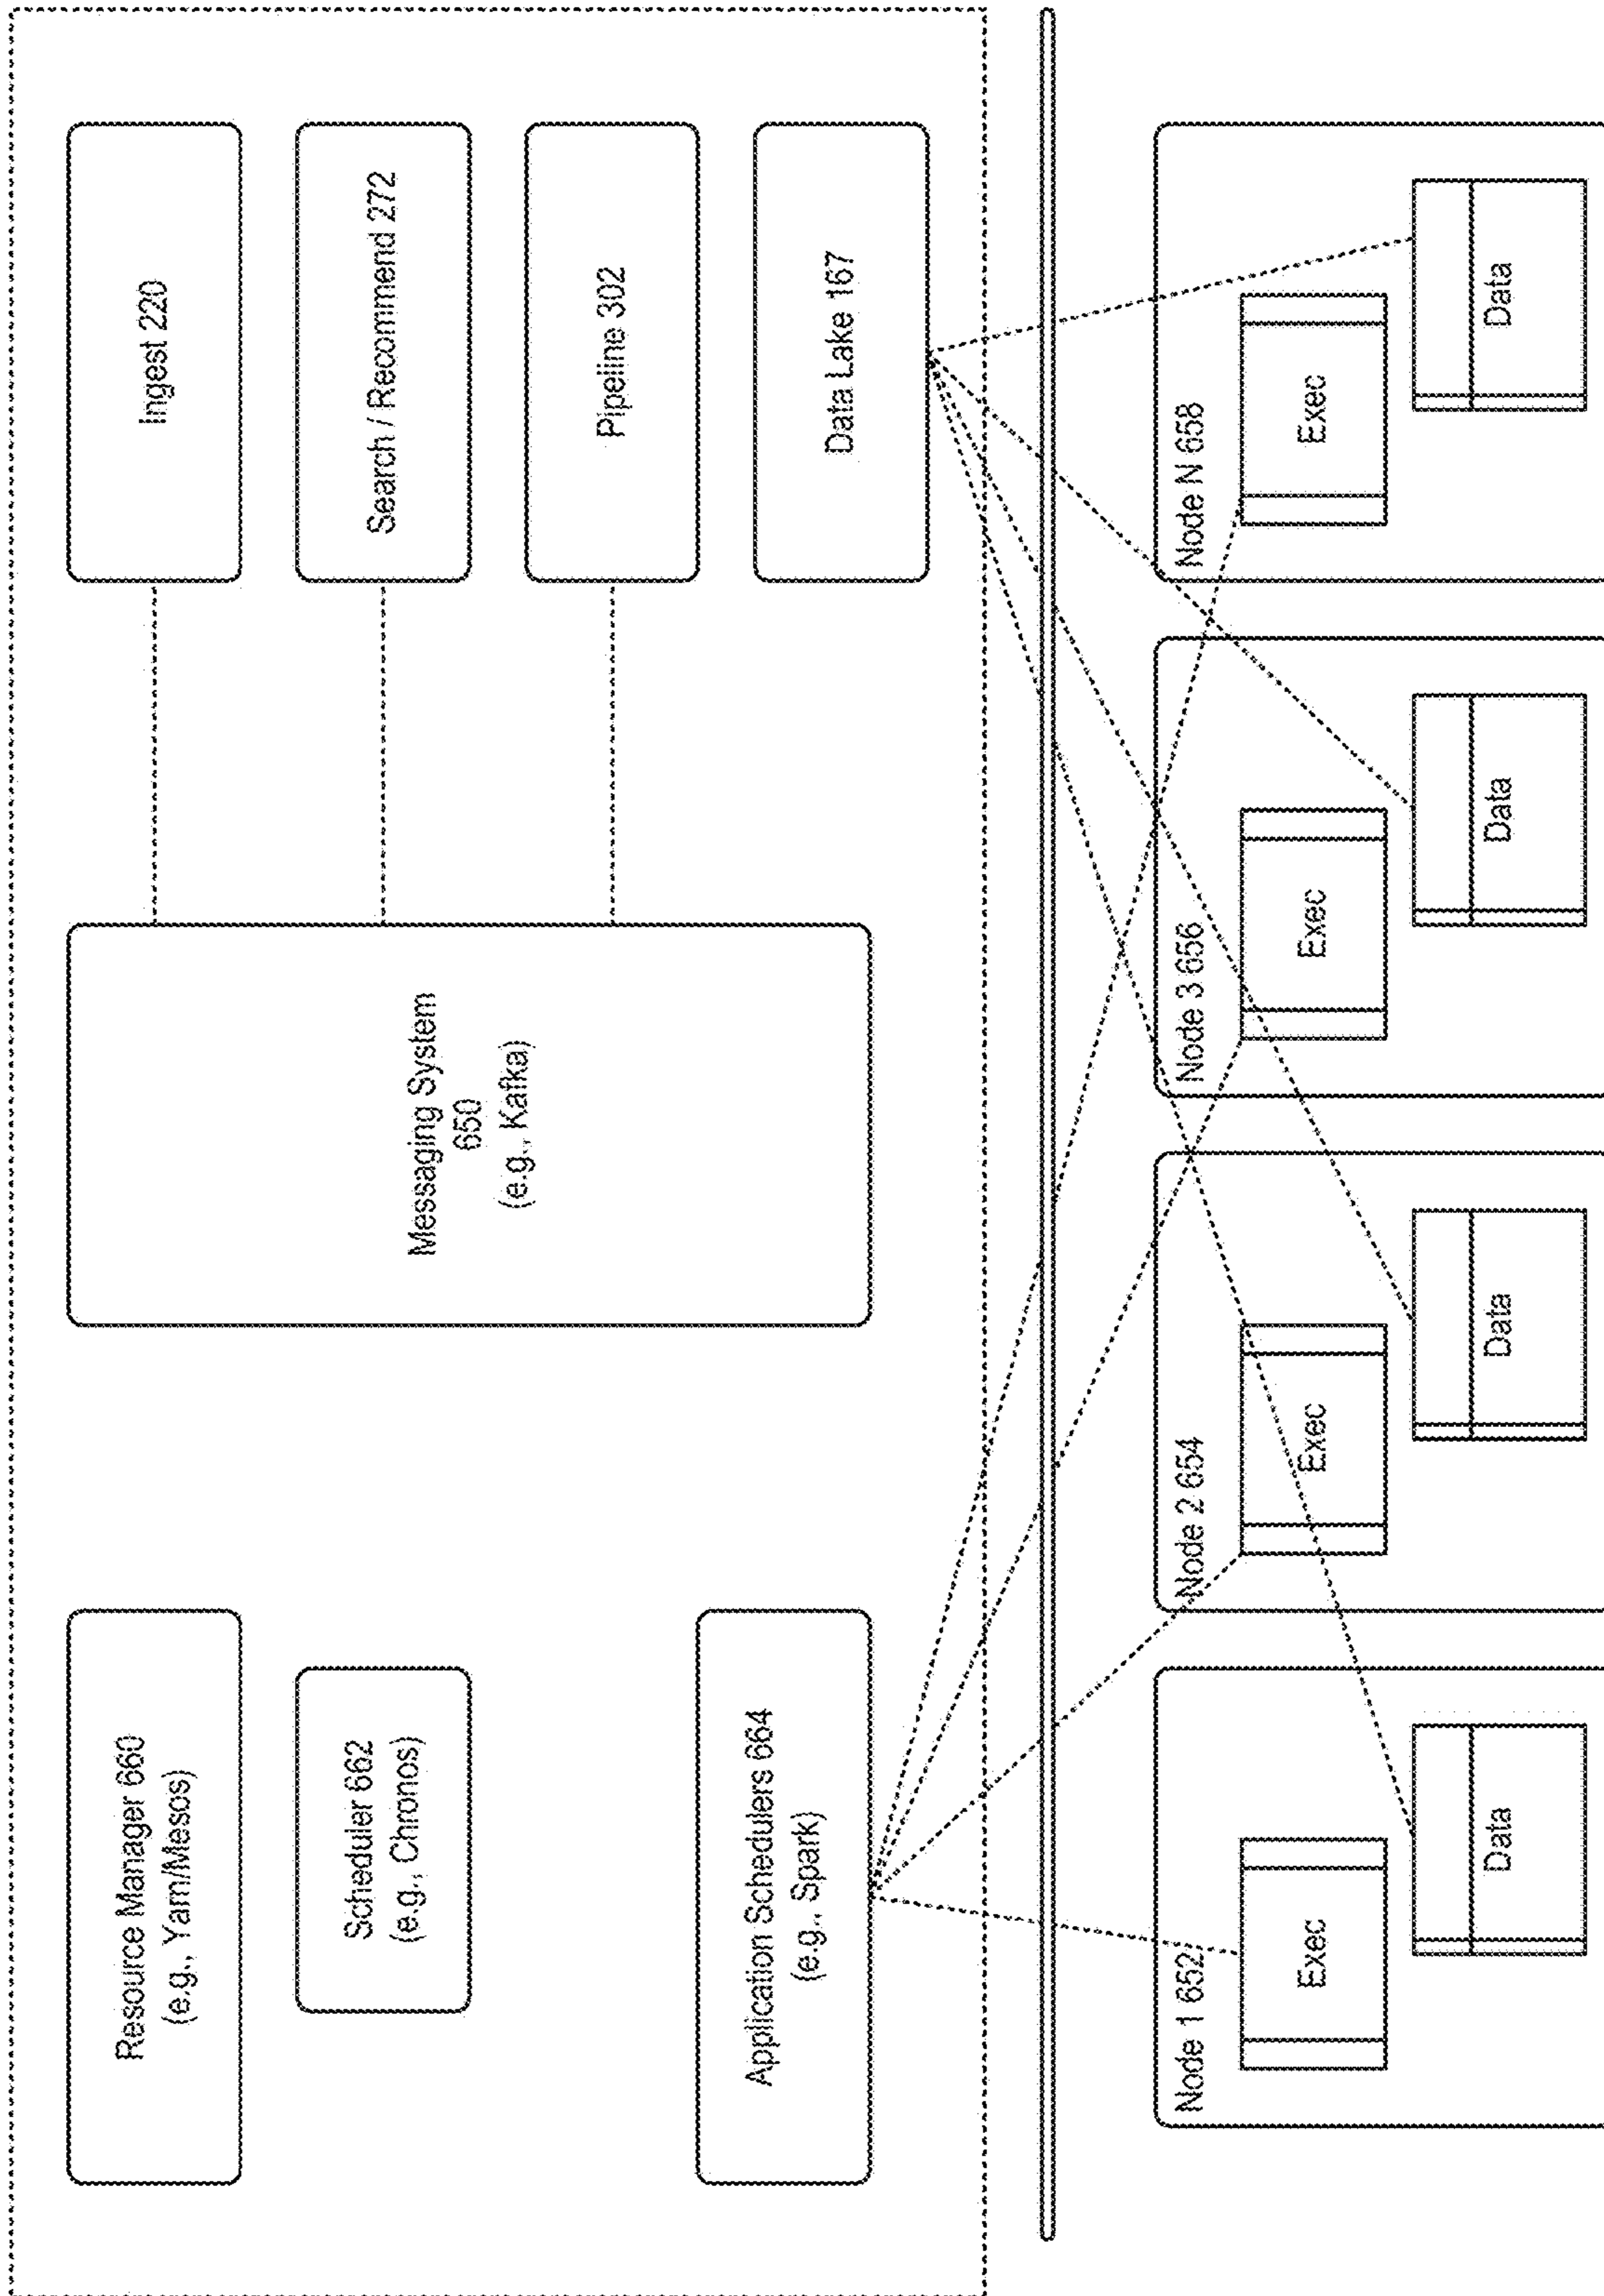 Resource Manager 660
(e.g., Yarn/Mesos)
Scheduler 662
(e.g., Chronos)
Application Schedulers 664
(e.g., Spark)
Messaging System
650
(e.g., Kafka)
Ingest 220
Search / Recommend 272
Pipeline 302
Data Lake 167
Node 1 652
Exec
Data
Node 2 654
Exec
Data
Node 3 656
Exec
Data
Node N 658
Exec
Data